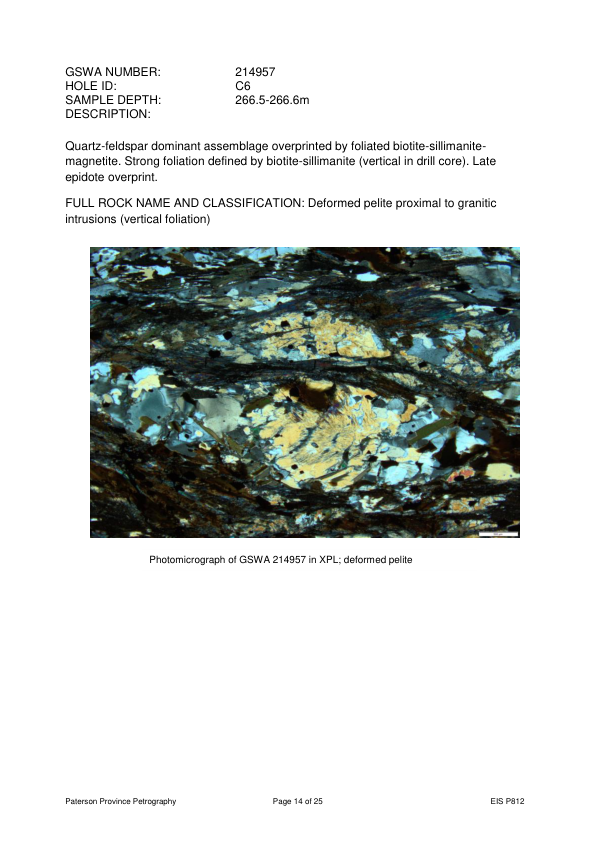 GSWA NUMBER: 214957
HOLE ID: C6
SAMPLE DEPTH: 266.5-266.6m
DESCRIPTION:
Quartz-feldspar dominant assemblage overprinted by foliated biotite-sillimanite-
magnetite. Strong foliation defined by biotite-sillimanite (vertical in drill core). Late
epidote overprint.
FULL ROCK NAME AND CLASSIFICATION: Deformed pelite proximal to granitic
intrusions (vertical foliation)
Photomicrograph of GSWA 214957 in XPL; deformed pelite
Paterson Province Petrography Page 14 of 25 EIS P812